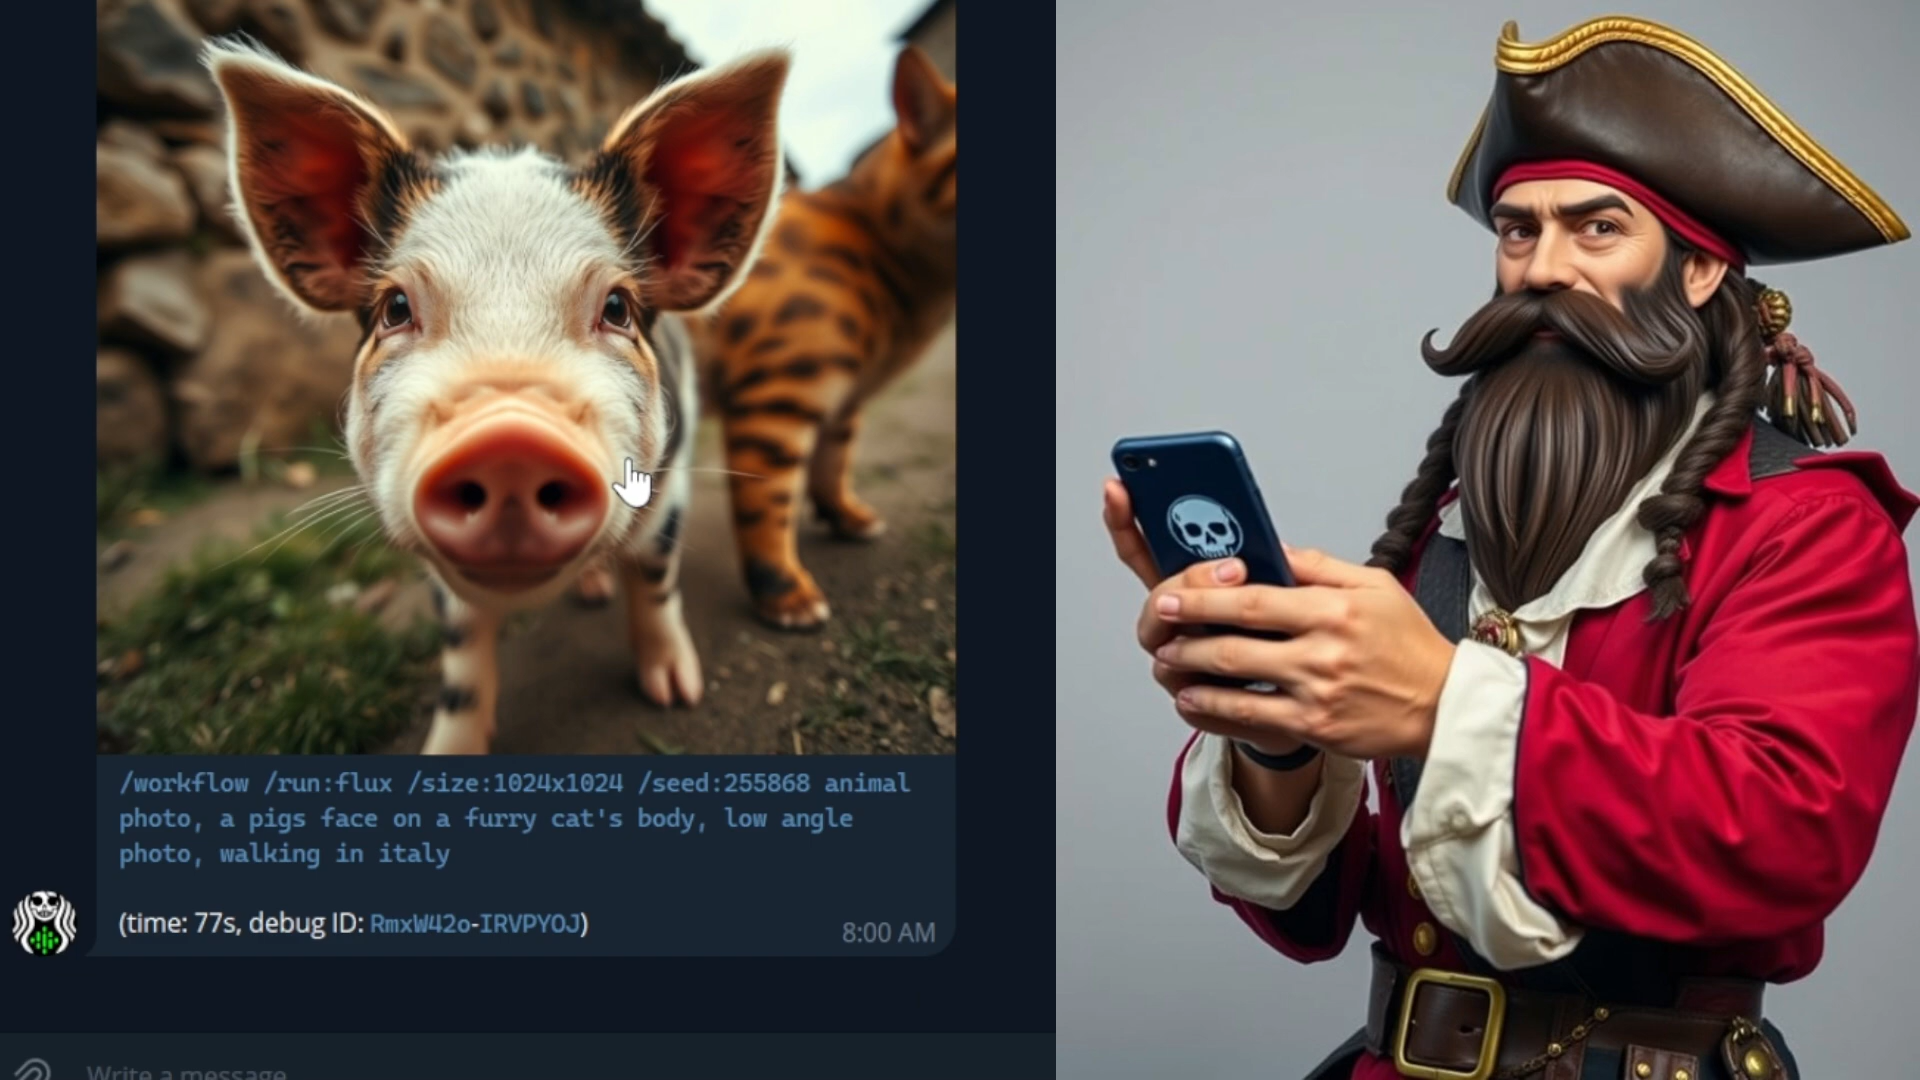 /workflow /run:flux /size:1024x1024 /seed:255868 animal
photo, a pigs face on a furry cat's body, low angle
photo, walking in italy
(time: 77s, debug ID: RmxW42o-IRVPYOJ)
8:00 AM
Write a message...